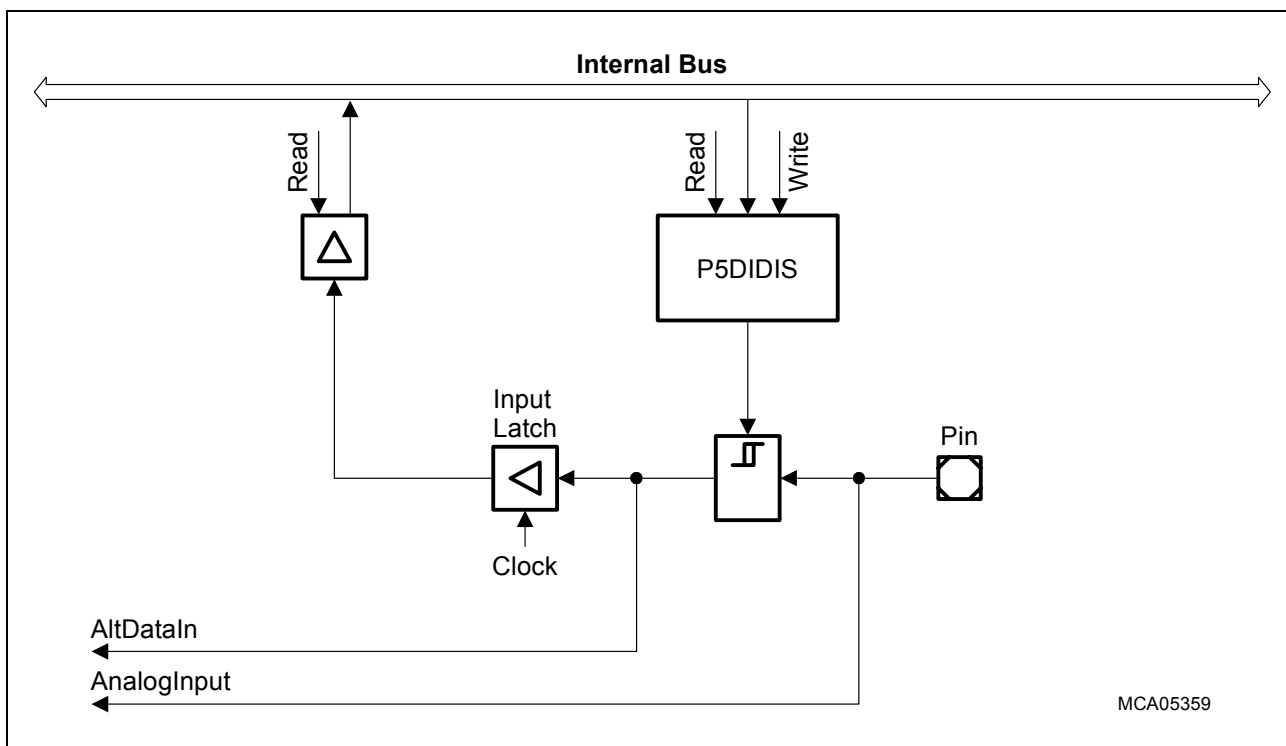 Internal Bus
Read
Read
Write
P5DIDIS
Input
Latch
Pin
Clock
AltDataIn
AnalogInput
MCA05359